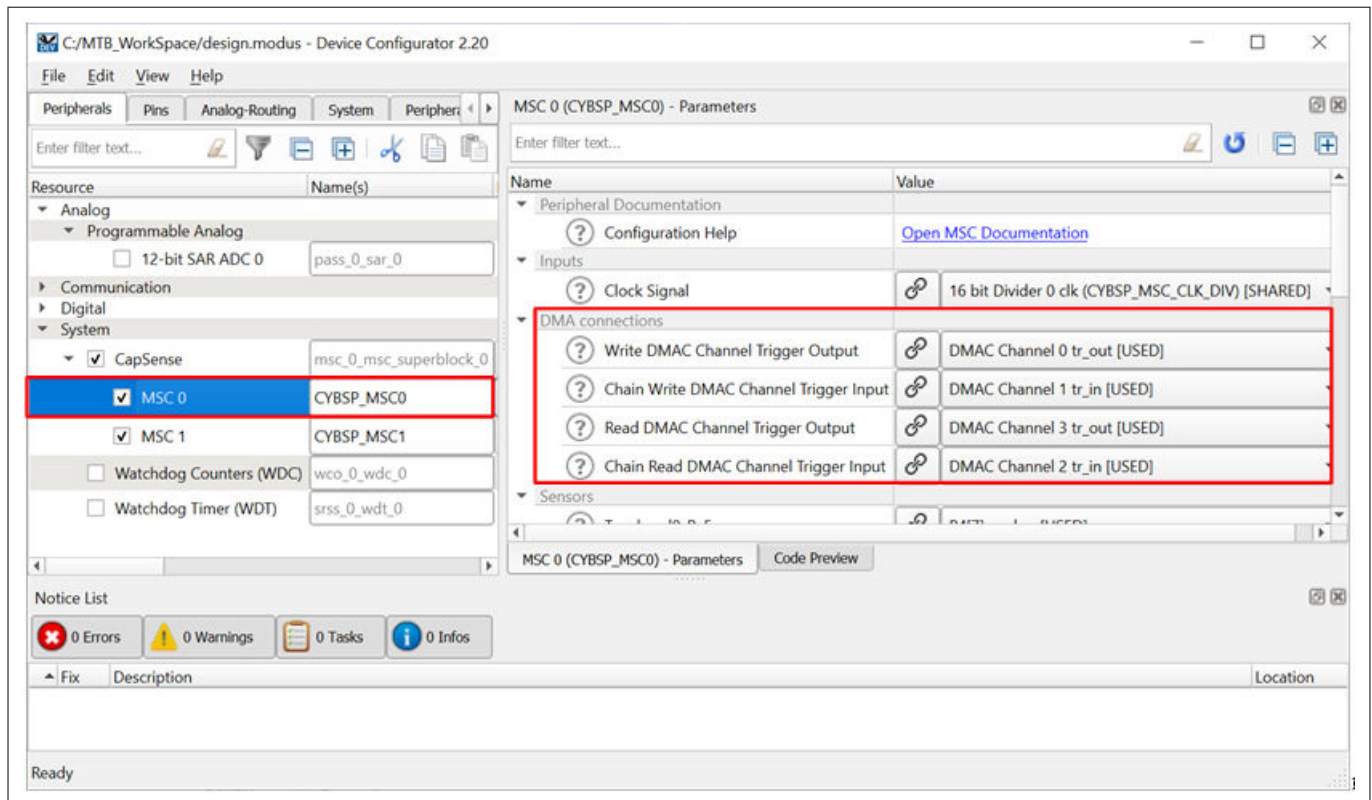 C:/MTB_WorkSpace/design.modus - Device Configurator 2.20
File Edit View Help
Peripherals Pins Analog-Routing System
Enter filter text...
Resource Name(s)
Analog
Programmable Analog
12-bit SAR ADC 0 pass_0_sar_0
Communication
Digital
System
CapSense msc_0_msc_superblock_0
MSC 0 CYBSP_MSC0
MSC 1 CYBSP_MSC1
Watchdog Counters (WDC) wco_0_wdc_0
Watchdog Timer (WDT) srss_0_wdt_0
MSC 0 (CYBSP_MSC0) - Parameters
Enter filter text...
Name Value
Peripheral Documentation
? Configuration Help Open MSC Documentation
Inputs
? Clock Signal 16 bit Divider 0 clk (CYBSP_MSC_CLK_DIV) [SHARED]
DMA connections
? Write DMAC Channel Trigger Output DMAC Channel 0 tr_out [USED]
? Chain Write DMAC Channel Trigger Input DMAC Channel 1 tr_in [USED]
? Read DMAC Channel Trigger Output DMAC Channel 3 tr_out [USED]
? Chain Read DMAC Channel Trigger Input DMAC Channel 2 tr_in [USED]
Sensors
MSC 0 (CYBSP_MSC0) - Parameters Code Preview
Notice List
0 Errors 0 Warnings 0 Tasks 0 Infos
Fix Description Location
Ready